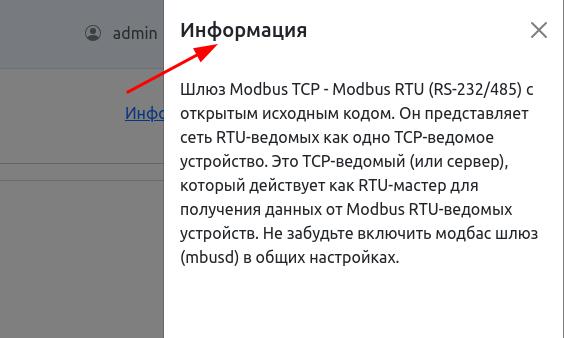 admin
Информация
Инфо
Шлюз Modbus TCP - Modbus RTU (RS-232/485) с
открытым исходным кодом. Он представляет
сеть RTU-ведомых как одно TCP-ведомое
устройство. Это TCP-ведомый (или сервер),
который действует как RTU-мастер для
получения данных от Modbus RTU-ведомых
устройств. Не забудьте включить модбас шлюз
(mbusd) в общих настройках.